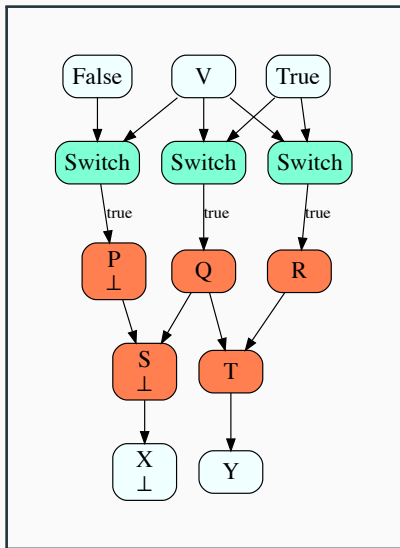 False V True
Switch Switch Switch
true true true
P
⊥
Q R
S
⊥
T
X
⊥
Y